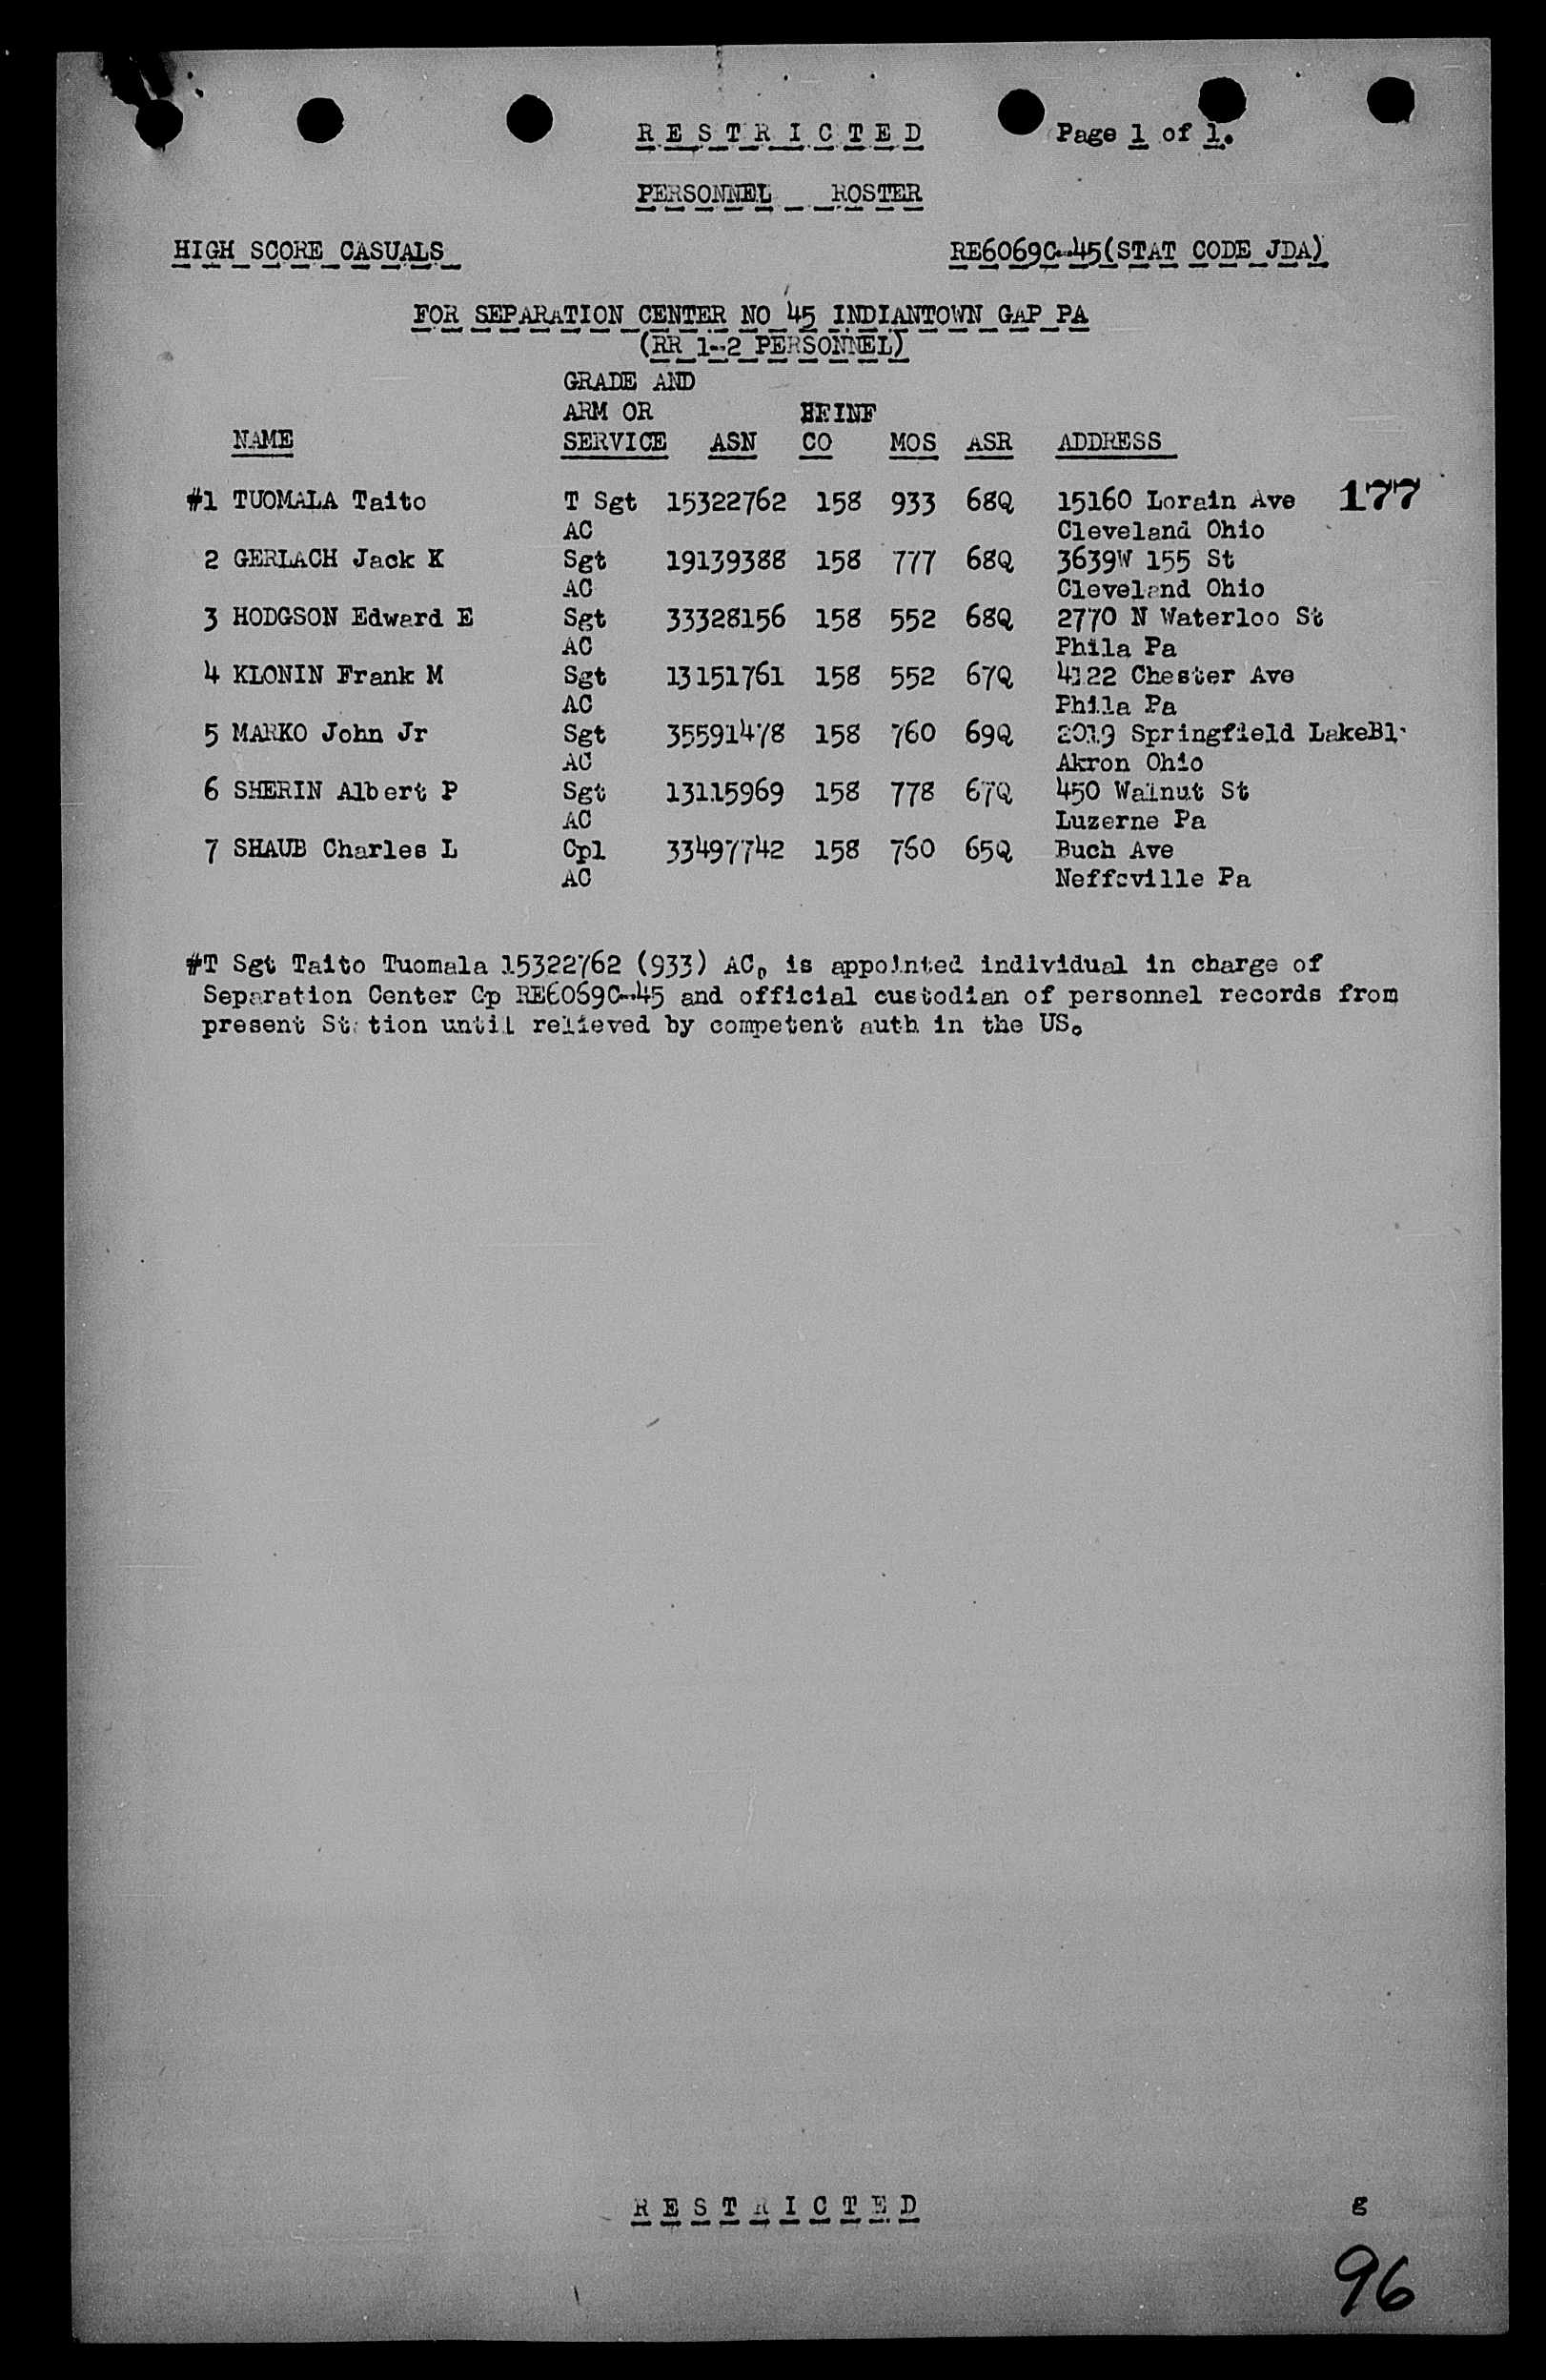 R E S T R I C T E D Page 1 of 1.
PERSONNEL ROSTER
HIGH SCORE CASUALS RE6069C-45(STAT CODE JDA)
FOR SEPARATION CENTER NO 45 INDIANTOWN GAP PA
(RR 1-2 PERSONNEL)
GRADE AND
ARM OR REINF
NAME SERVICE ASN CO MOS ASR ADDRESS
#1 TUOMALA Taito T Sgt 15322762 158 933 68Q 15160 Lorain Ave 177
AC Cleveland Ohio
2 GERLACH Jack K Sgt 19139388 158 777 68Q 3639W 155 St
AC Cleveland Ohio
3 HODGSON Edward E Sgt 33328156 158 552 68Q 2770 N Waterloo St
AC Phila Pa
4 KLONIN Frank M Sgt 13151761 158 552 67Q 4122 Chester Ave
AC Phila Pa
5 MARKO John Jr Sgt 35591478 158 760 69Q 2019 Springfield LakeBl
AC Akron Ohio
6 SHERIN Albert P Sgt 13115969 158 778 67Q 450 Walnut St
AC Luzerne Pa
7 SHAUB Charles L Cpl 33497742 158 760 65Q Buch Ave
AC Neffsville Pa
#T Sgt Taito Tuomala 15322762 (933) AC, is appointed individual in charge of
Separation Center Gp RE6069C-45 and official custodian of personnel records from
present Station until relieved by competent auth in the US.
R E S T R I C T E D g
96